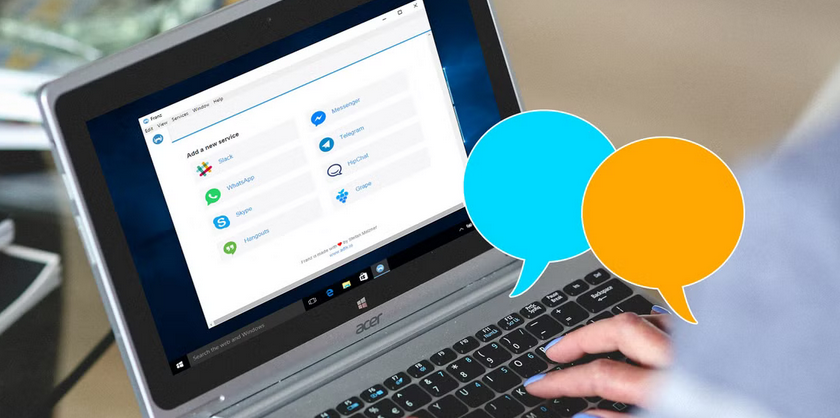 Franz
Edit View Services Window Help
Add a new service
Slack
WhatsApp
Skype
Hangouts
Messenger
Telegram
HipChat
Grape
Franz is made with ❤ by Stefan Malzner
Search the web and Windows
acer
Backspace